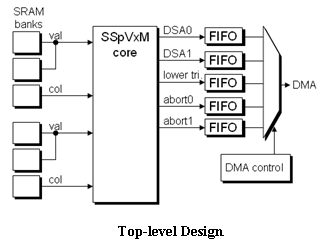 SRAM
banks
val
col
val
col
SSpVxM
core
DSA0
FIFO
DSA1
FIFO
lower tri
FIFO
abort0
FIFO
abort1
FIFO
DMA
DMA control
Top-level Design